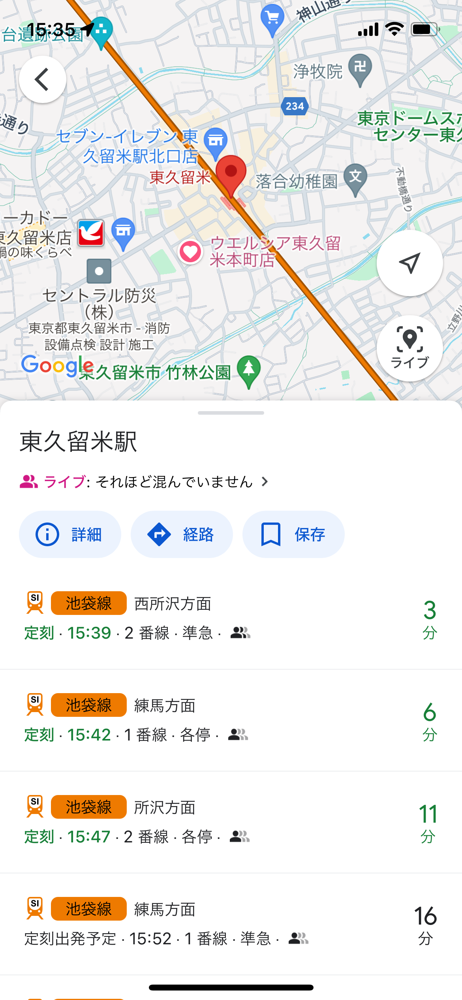 15:35
台遺跡公園
神山通り
浄牧院
234
通り
東京ドームスポ
センター東久
セブン-イレブン 東
久留米駅北口店
東久留米
落合幼稚園
文
不動橋通り
ーカドー
東久留米店
鍋の味くらべ
ウエルシア東久留
米本町店
セントラル防災
（株）
東京都東久留米市 - 消防
設備点検 設計 施工
立野川
ライブ
Google
東久留米市 竹林公園
東久留米駅
ライブ: それほど混んでいません
詳細
経路
保存
SI 池袋線 西所沢方面
定刻 · 15:39 · 2 番線 · 準急 ·
3
分
SI 池袋線 練馬方面
定刻 · 15:42 · 1 番線 · 各停 ·
6
分
SI 池袋線 所沢方面
定刻 · 15:47 · 2 番線 · 各停 ·
11
分
SI 池袋線 練馬方面
定刻出発予定 · 15:52 · 1 番線 · 準急 ·
16
分